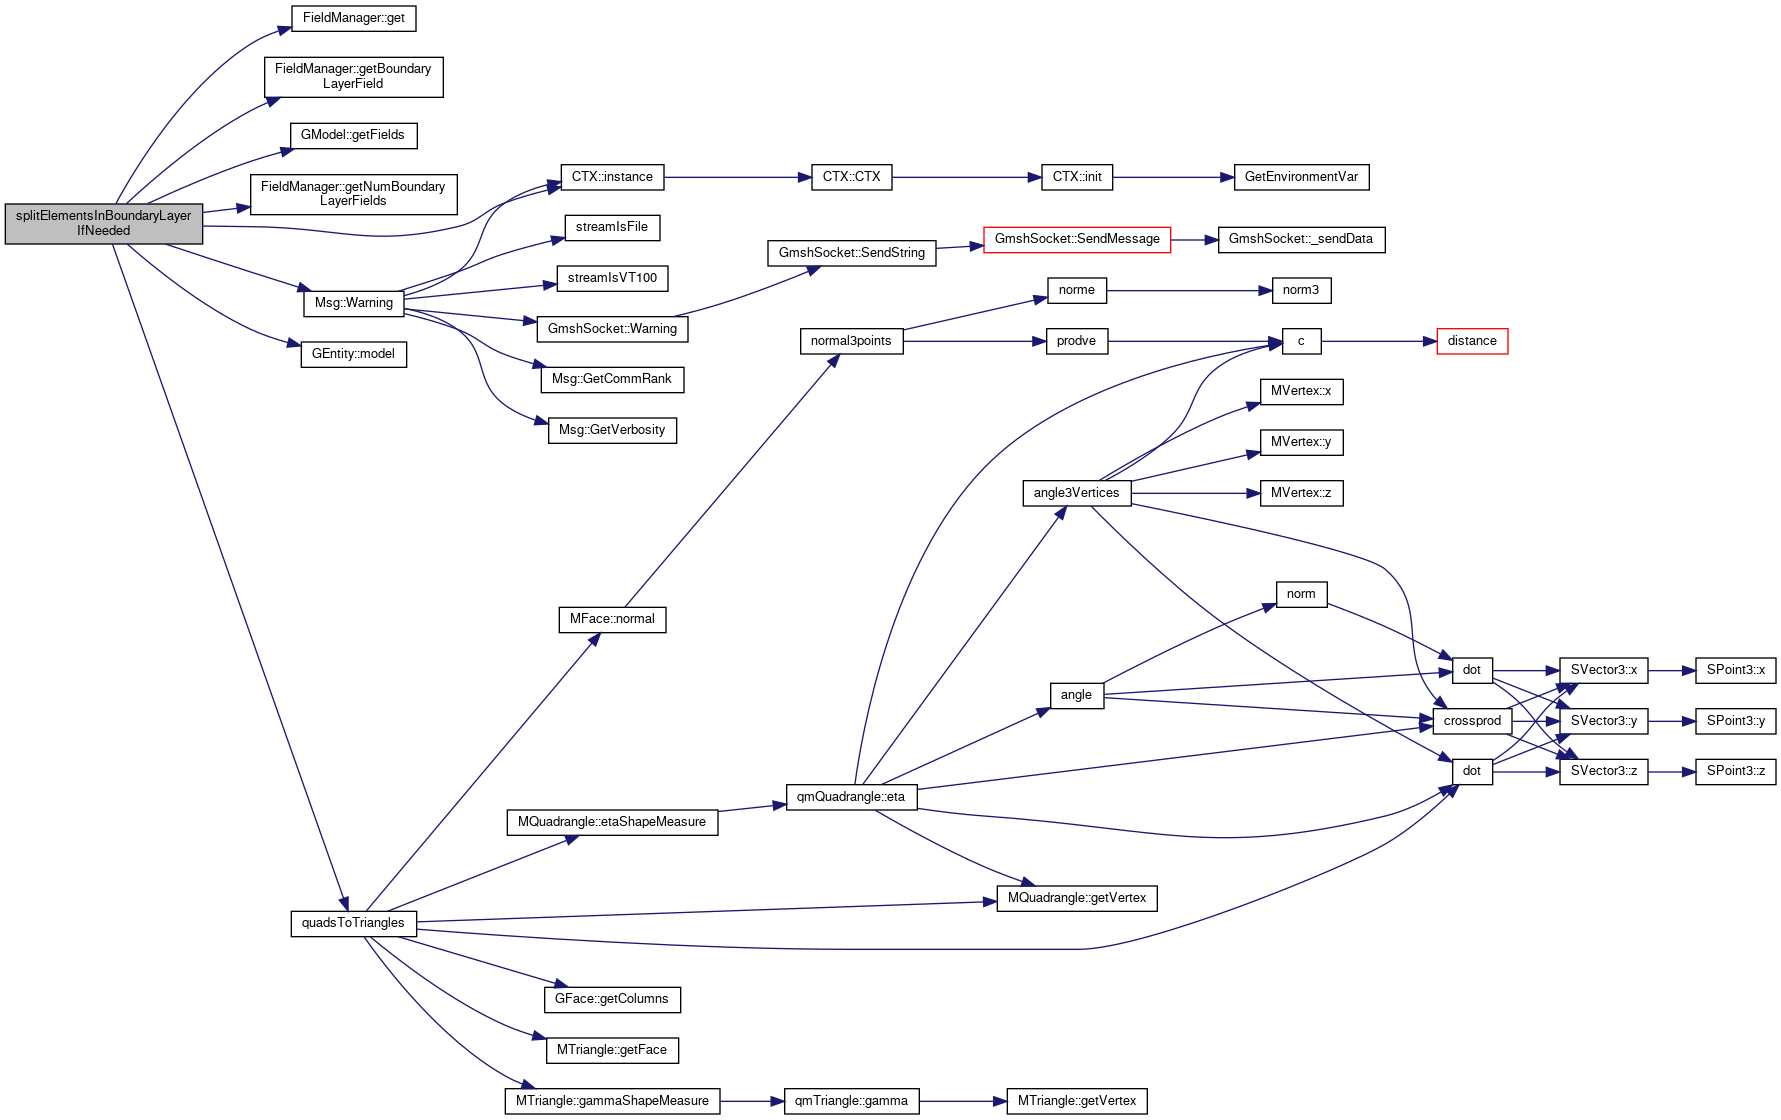 FieldManager::get
FieldManager::getBoundary
LayerField
GModel::getFields
FieldManager::getNumBoundary
LayerFields
splitElementsInBoundaryLayer
IfNeeded
CTX::instance
CTX::CTX
CTX::init
GetEnvironmentVar
streamIsFile
streamIsVT100
Msg::Warning
GmshSocket::Warning
GmshSocket::SendString
GmshSocket::SendMessage
GmshSocket::_sendData
GEntity::model
Msg::GetCommRank
Msg::GetVerbosity
normal3points
norme
norm3
prodve
c
distance
MVertex::x
MVertex::y
MVertex::z
angle3Vertices
MFace::normal
norm
angle
dot
crossprod
dot
SVector3::x
SVector3::y
SVector3::z
SPoint3::x
SPoint3::y
SPoint3::z
MQuadrangle::etaShapeMeasure
qmQuadrangle::eta
MQuadrangle::getVertex
quadsToTriangles
GFace::getColumns
MTriangle::getFace
MTriangle::gammaShapeMeasure
qmTriangle::gamma
MTriangle::getVertex